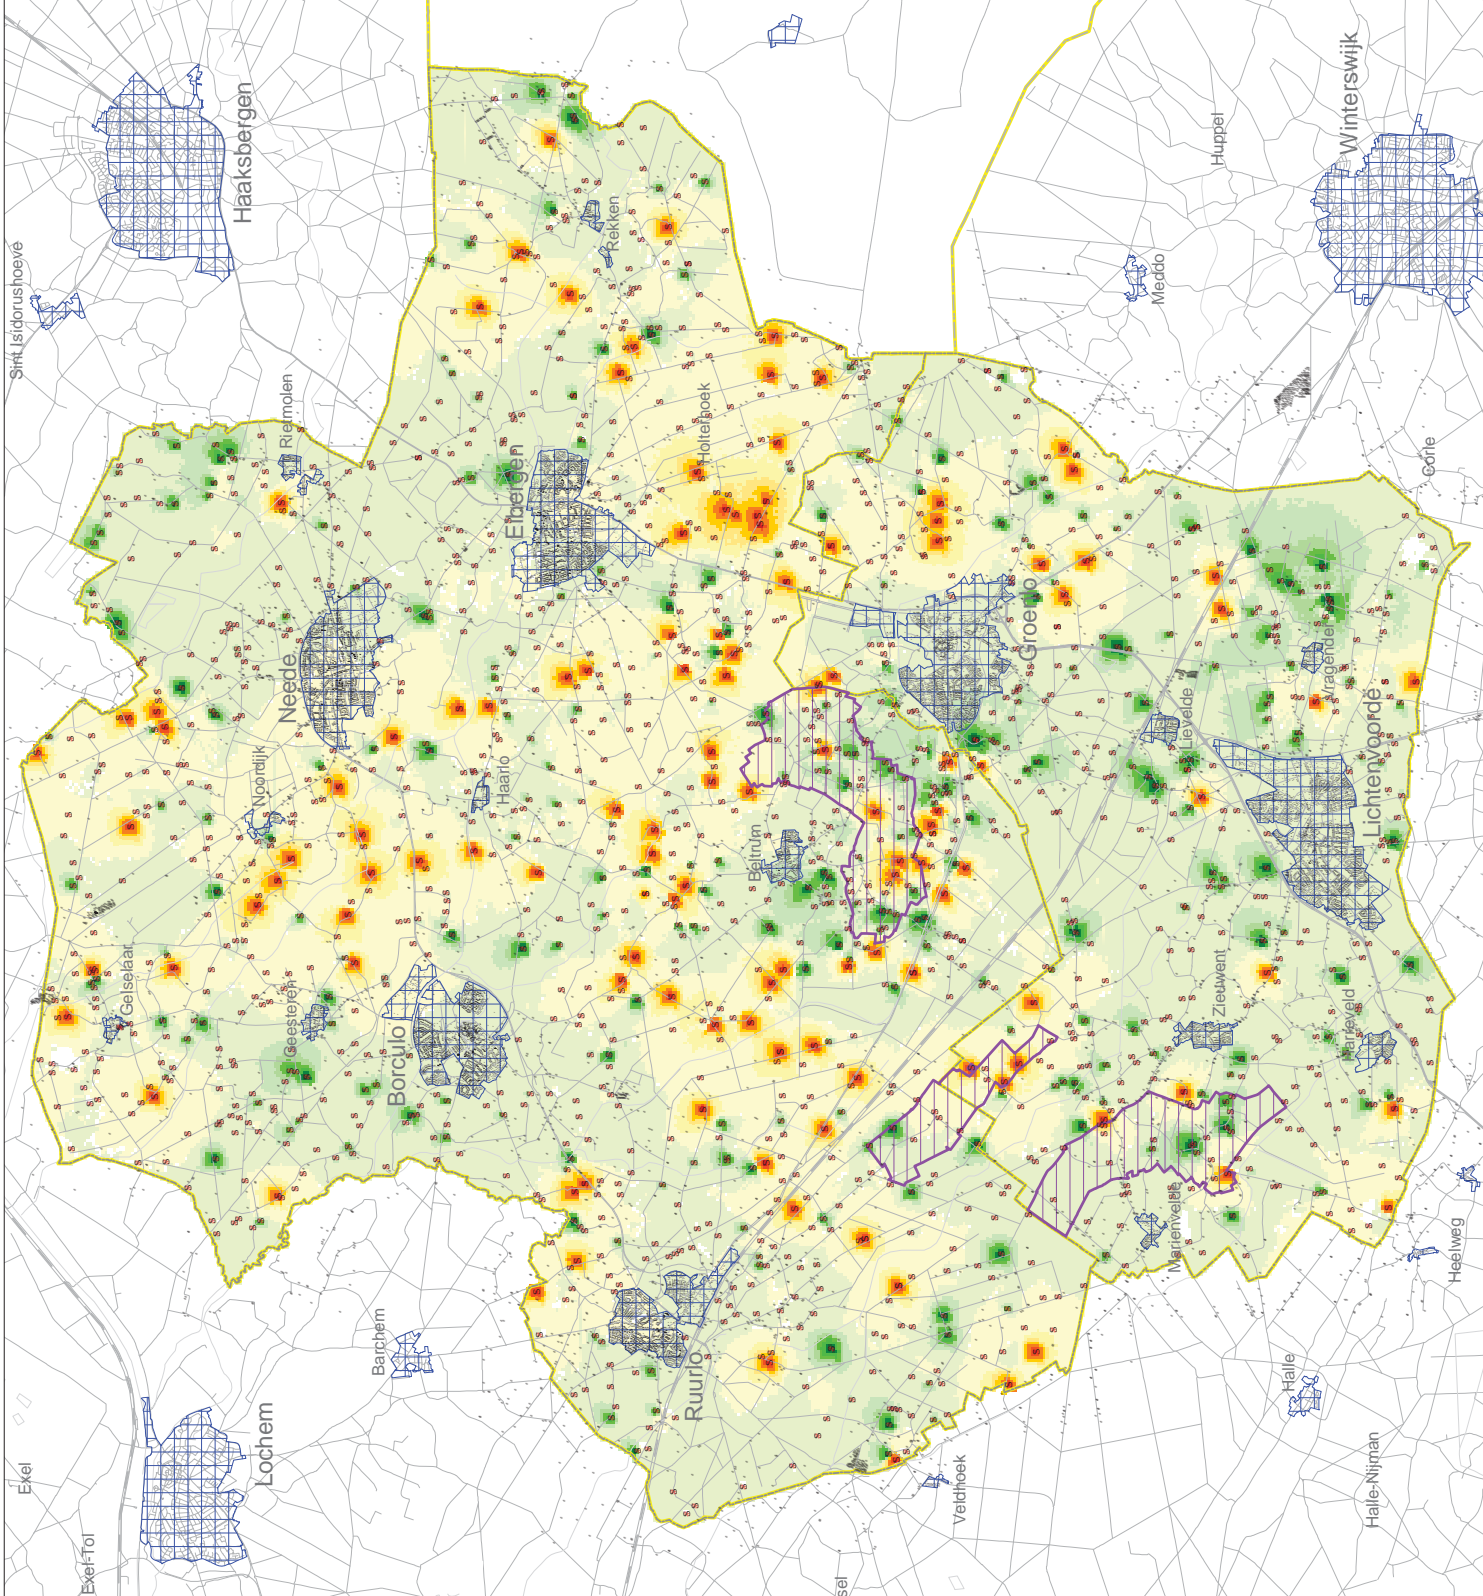 Sint Isidorushoeve
Haaksbergen
Rietmolen
Rekken
Huppel
Winterswijk
Meddo
Holterhoek
Eibergen
Corle
Neede
Noordijk
Haarlo
Groenlo
Vragender
Lievelde
Lichtenvoorde
Beltrum
Gelselaar
Geesteren
Borculo
Zieuwent
Harreveld
Marienvelde
Heelweg
Barchem
Ruurlo
Halle
Lochem
Exel
Exel-Tol
Veldhoek
Halle-Nijman
sel